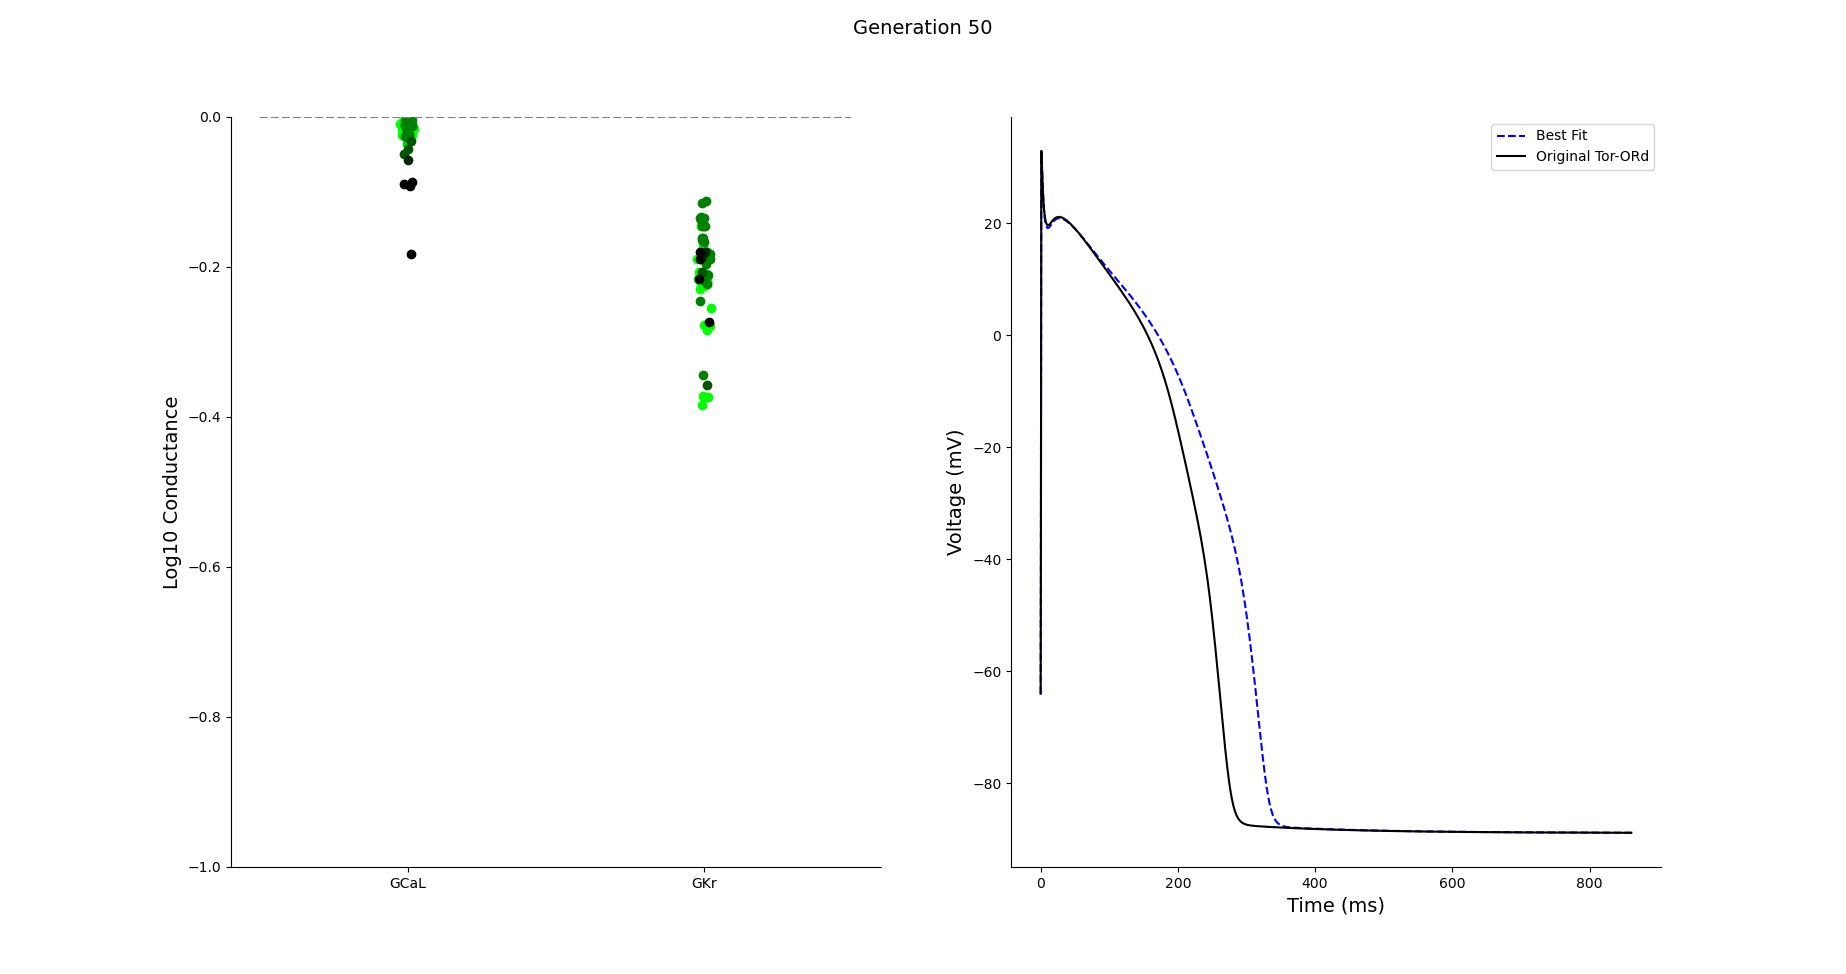 Generation 50
Log10 Conductance
0.0
−0.2
−0.4
−0.6
−0.8
−1.0
GCaL
GKr
Voltage (mV)
20
0
−20
−40
−60
−80
0
200
400
600
800
Time (ms)
Best Fit
Original Tor-ORd